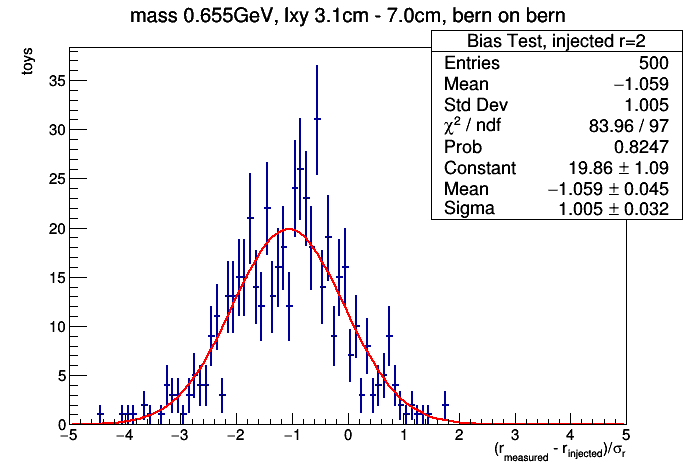 mass 0.655GeV, lxy 3.1cm - 7.0cm, bern on bern
toys
Bias Test, injected r=2
Entries 500
Mean −1.059
Std Dev 1.005
χ² / ndf 83.96 / 97
Prob 0.8247
Constant 19.86 ± 1.09
Mean −1.059 ± 0.045
Sigma 1.005 ± 0.032
35
30
25
20
15
10
5
0
−5 −4 −3 −2 −1 0 1 2 3 4 5
(r_measured - r_injected)/σ_r